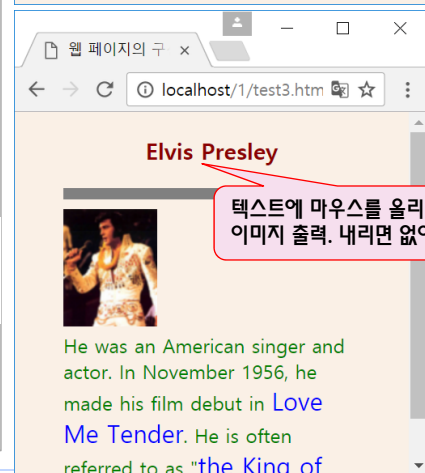 웹 페이지의 구
localhost/1/test3.htm
Elvis Presley
텍스트에 마우스를 올리
이미지 출력. 내리면 없어
He was an American singer and
actor. In November 1956, he
made his film debut in Love
Me Tender. He is often
referred to as "the King of